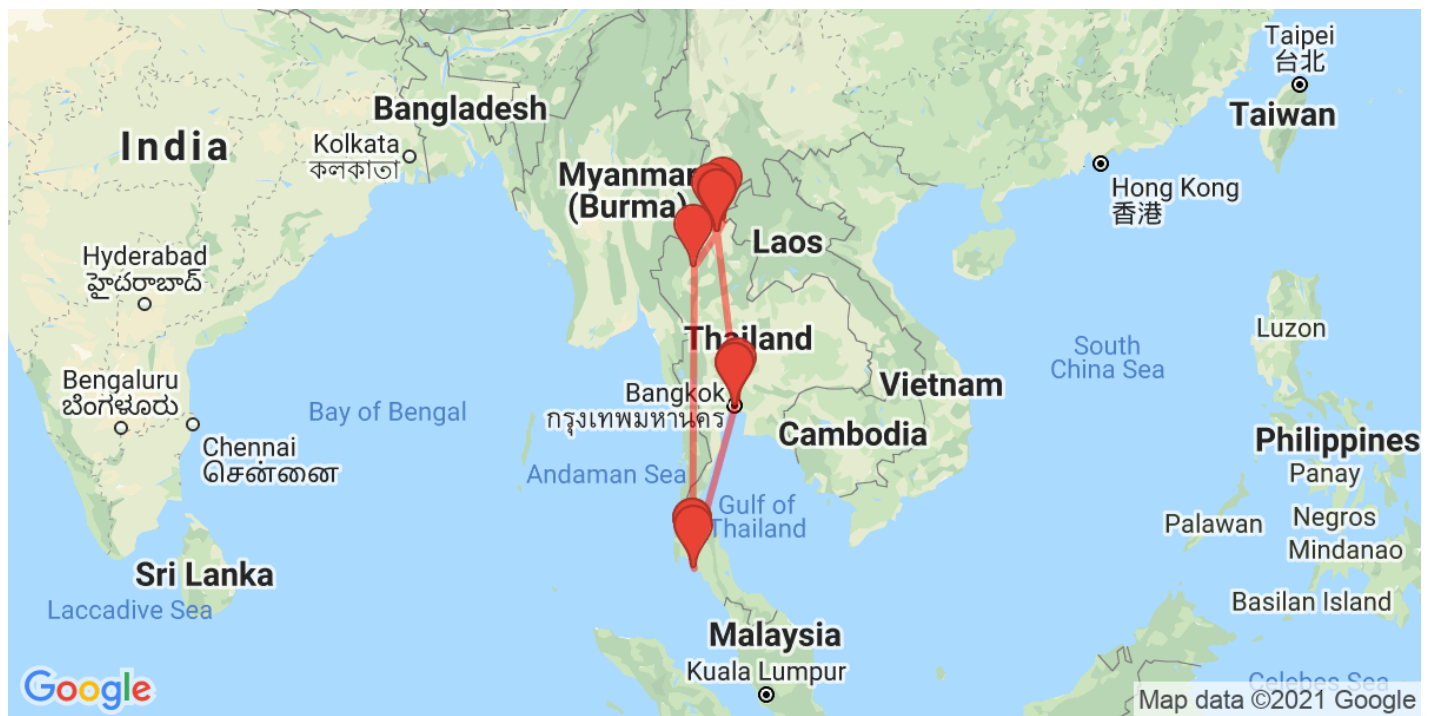 Taipei
台北
Taiwan
Bangladesh
India
Kolkata
কলকাতা
Myanmar
(Burma)
Hong Kong
香港
Laos
Hyderabad
హైదరాబాద్
Thailand
Luzon
South
China Sea
Bengaluru
ಬೆಂಗಳೂರು
Bangkok
กรุงเทพมหานคร
Vietnam
Bay of Bengal
Chennai
சென்னை
Cambodia
Philippines
Andaman Sea
Panay
Gulf of
Thailand
Palawan
Negros
Mindanao
Sri Lanka
Laccadive Sea
Basilan Island
Malaysia
Kuala Lumpur
Celebes Sea
Google
Map data ©2021 Google